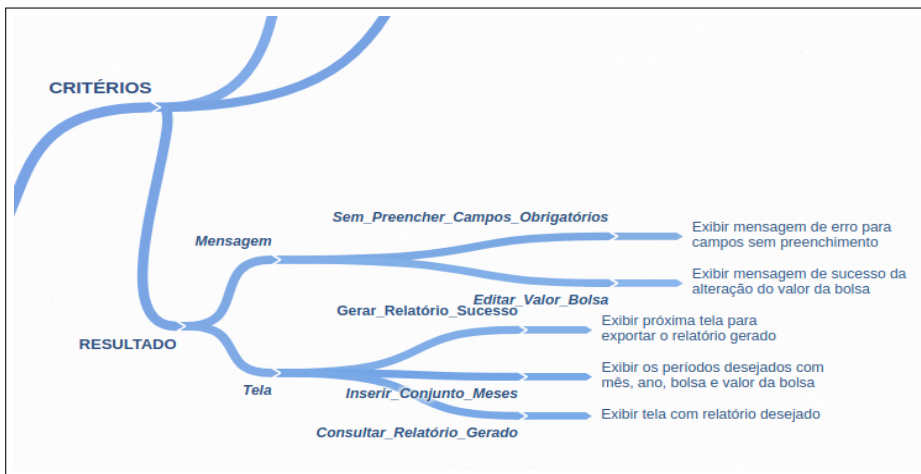 CRITÉRIOS
Sem_Preencher_Campos_Obrigatórios
Exibir mensagem de erro para
campos sem preenchimento
Mensagem
Exibir mensagem de sucesso da
alteração do valor da bolsa
Editar_Valor_Bolsa
Gerar_Relatório_Sucesso
Exibir próxima tela para
exportar o relatório gerado
RESULTADO
Exibir os períodos desejados com
mês, ano, bolsa e valor da bolsa
Tela
Inserir_Conjunto_Meses
Exibir tela com relatório desejado
Consultar_Relatório_Gerado